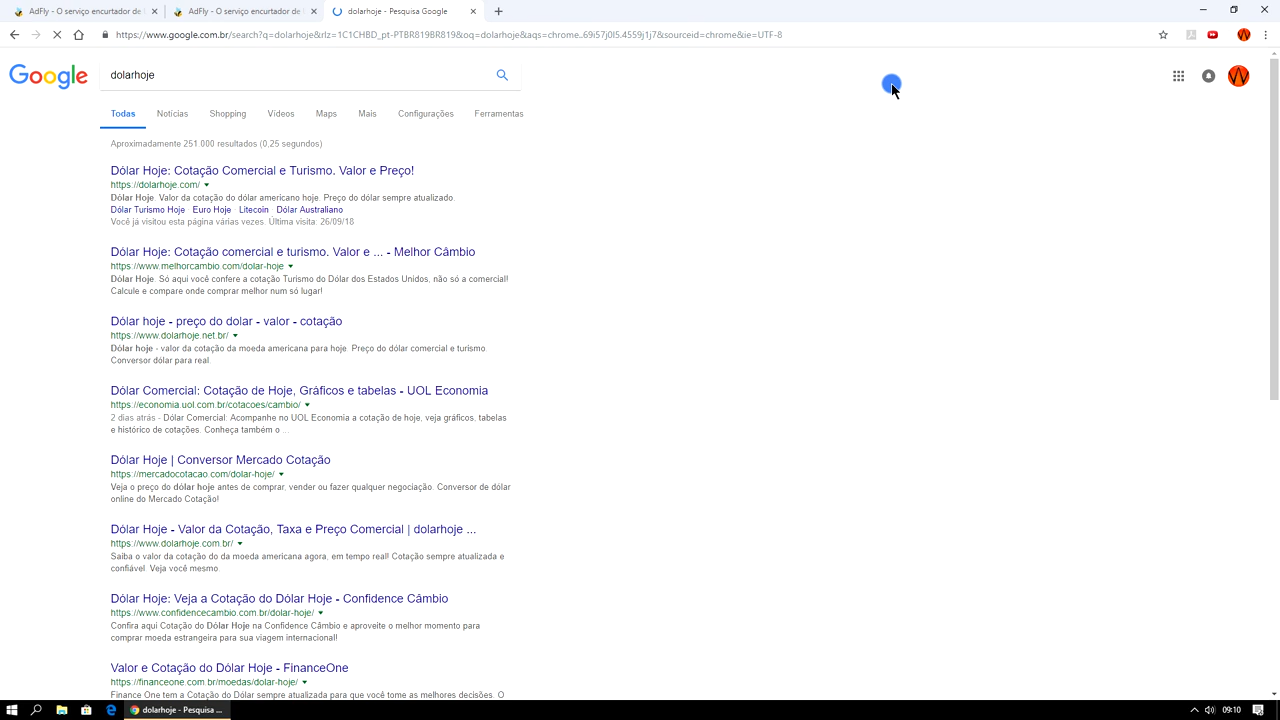 AdFly - O serviço encurtador de
AdFly - O serviço encurtador de
dolarhoje - Pesquisa Google
https://www.google.com.br/search?q=dolarhoje&rlz=1C1CHBD_pt-PTBR819BR819&oq=dolarhoje&aqs=chrome..69i57j0l5.4559j1j7&sourceid=chrome&ie=UTF-8
Google
dolarhoje
Todas Notícias Shopping Vídeos Maps Mais Configurações Ferramentas
Aproximadamente 251.000 resultados (0,25 segundos)
Dólar Hoje: Cotação Comercial e Turismo. Valor e Preço!
https://dolarhoje.com/
Dólar Hoje. Valor da cotação do dólar americano hoje. Preço do dólar sempre atualizado.
Dólar Turismo Hoje Euro Hoje Litecoin Dólar Australiano
Você já visitou esta página várias vezes. Última visita: 26/09/18
Dólar Hoje: Cotação comercial e turismo. Valor e ... - Melhor Câmbio
https://www.melhorcambio.com/dolar-hoje
Dólar Hoje. Só aqui você confere a cotação Turismo do Dólar dos Estados Unidos, não só a comercial!
Calcule e compare onde comprar melhor num só lugar!
Dólar hoje - preço do dolar - valor - cotação
https://www.dolarhoje.net.br/
Dólar hoje - valor da cotação da moeda americana para hoje. Preço do dólar comercial e turismo.
Conversor dólar para real.
Dólar Comercial: Cotação de Hoje, Gráficos e tabelas - UOL Economia
https://economia.uol.com.br/cotacoes/cambio/
2 dias atrás - Dólar Comercial: Acompanhe no UOL Economia a cotação de hoje, veja gráficos, tabelas
e histórico de cotações. Conheça também o ...
Dólar Hoje | Conversor Mercado Cotação
https://mercadocotacao.com/dolar-hoje/
Veja o preço do dólar hoje antes de comprar, vender ou fazer qualquer negociação. Conversor de dólar
online do Mercado Cotação!
Dólar Hoje - Valor da Cotação, Taxa e Preço Comercial | dolarhoje ...
https://www.dolarhoje.com.br/
Saiba o valor da cotação do da moeda americana agora, em tempo real! Cotação sempre atualizada e
confiável. Veja você mesmo.
Dólar Hoje: Veja a Cotação do Dólar Hoje - Confidence Câmbio
https://www.confidencecambio.com.br/dolar-hoje/
Confira aqui Cotação do Dólar Hoje na Confidence Câmbio e aproveite o melhor momento para
comprar moeda estrangeira para sua viagem internacional!
Valor e Cotação do Dólar Hoje - FinanceOne
https://financeone.com.br/moedas/dolar-hoje/
Finance One tem a Cotação do Dólar sempre atualizada para que você tome as melhores decisões. O
dolarhoje - Pesquisa ...
09:10